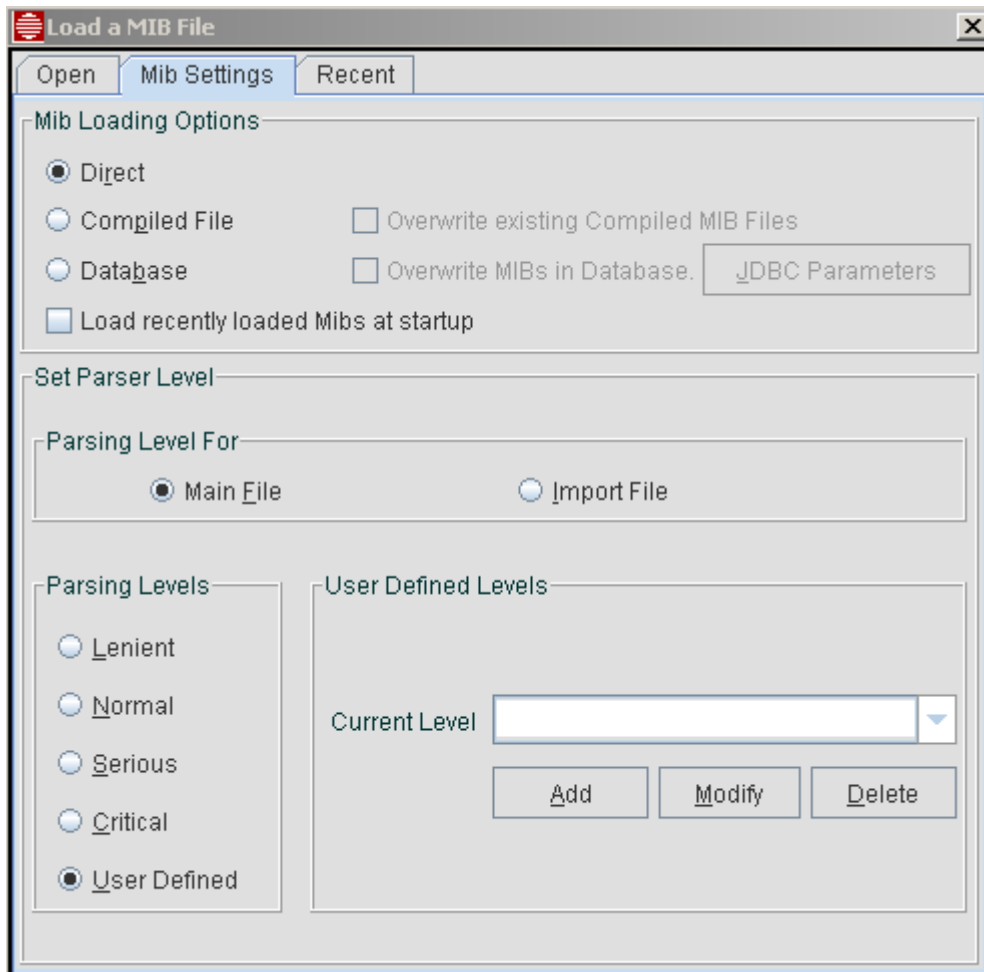 Load a MIB File
Open Mib Settings Recent
Mib Loading Options
Direct
Compiled File Overwrite existing Compiled MIB Files
Database Overwrite MIBs in Database. JDBC Parameters
Load recently loaded Mibs at startup
Set Parser Level
Parsing Level For
Main File Import File
Parsing Levels User Defined Levels
Lenient
Normal
Current Level
Serious
Add Modify Delete
Critical
User Defined